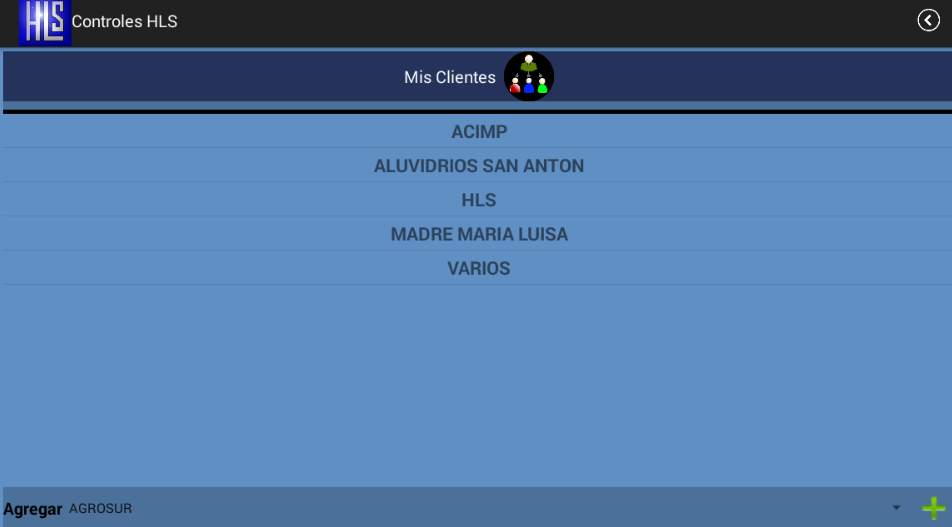 HLS Controles HLS
Mis Clientes
ACIMP
ALUVIDRIOS SAN ANTON
HLS
MADRE MARIA LUISA
VARIOS
Agregar AGROSUR